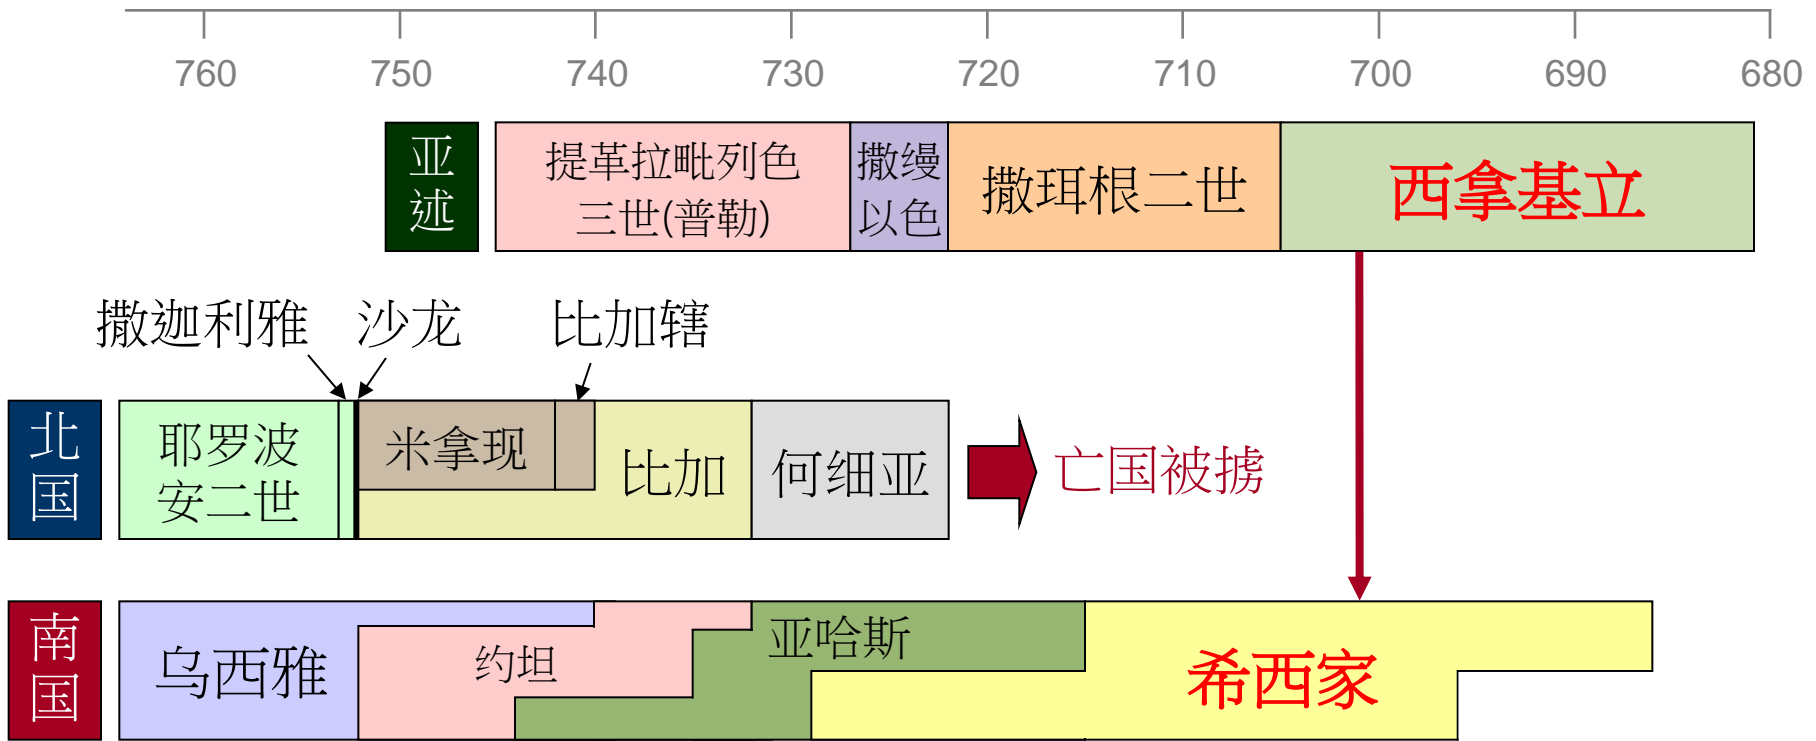 760 750 740 730 720 710 700 690 680
亚述
提革拉毗列色
三世(普勒)
撒缦
以色
撒珥根二世
西拿基立
撒迦利雅
沙龙
比加辖
北国
耶罗波
安二世
米拿现
比加
何细亚
亡国被掳
南国
乌西雅
约坦
亚哈斯
希西家